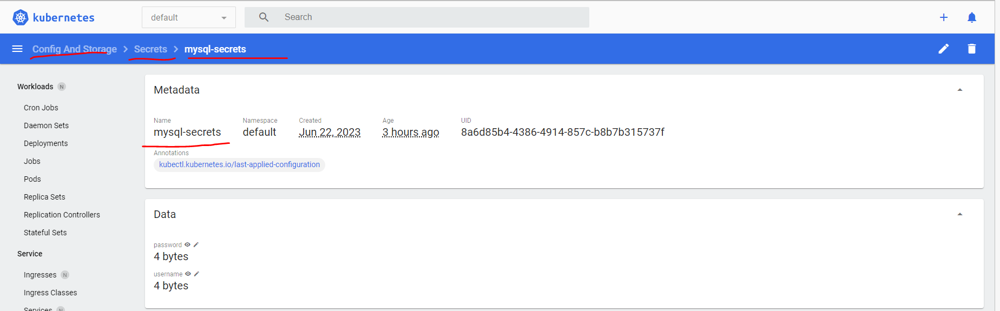 kubernetes
default
Search
Config And Storage > Secrets > mysql-secrets
Workloads N
Cron Jobs
Daemon Sets
Deployments
Jobs
Pods
Replica Sets
Replication Controllers
Stateful Sets
Service
Ingresses N
Ingress Classes
Services N
Metadata
Name Namespace Created Age UID
mysql-secrets default Jun 22, 2023 3 hours ago 8a6d85b4-4386-4914-857c-b8b7b315737f
Annotations
kubectl.kubernetes.io/last-applied-configuration
Data
password
4 bytes
username
4 bytes